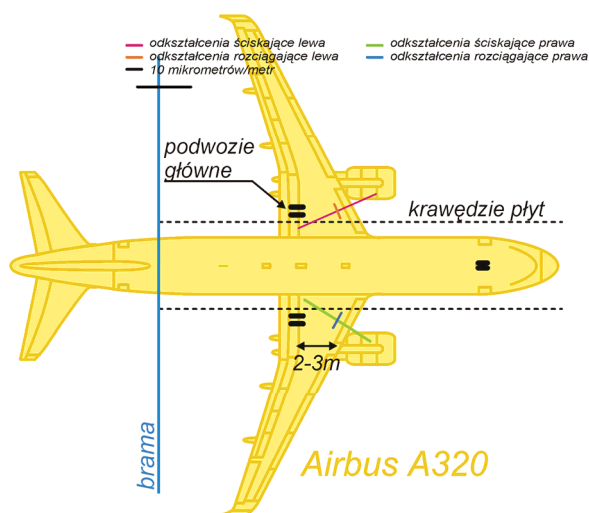 odkształcenia ściskające lewa
odkształcenia rozciągające lewa
10 mikrometrów/metr
odkształcenia ściskające prawa
odkształcenia rozciągające prawa
podwozie
główne
krawędzie płyt
2-3m
brama
Airbus A320